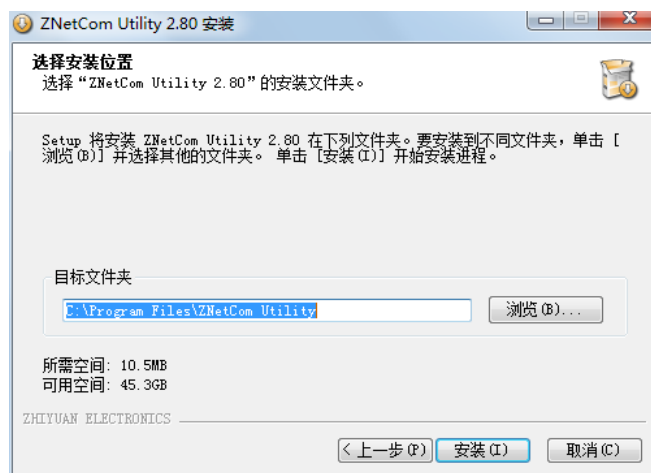 ZNetCom Utility 2.80 安装
选择安装位置
选择“ZNetCom Utility 2.80”的安装文件夹。
Setup 将安装 ZNetCom Utility 2.80 在下列文件夹。要安装到不同文件夹，单击 [
浏览(B)] 并选择其他的文件夹。 单击 [安装(I)] 开始安装进程。
目标文件夹
C:\Program Files\ZNetCom Utility
浏览(B)...
所需空间: 10.5MB
可用空间: 45.3GB
ZHIYUAN ELECTRONICS
< 上一步(P) 安装(I) 取消(C)